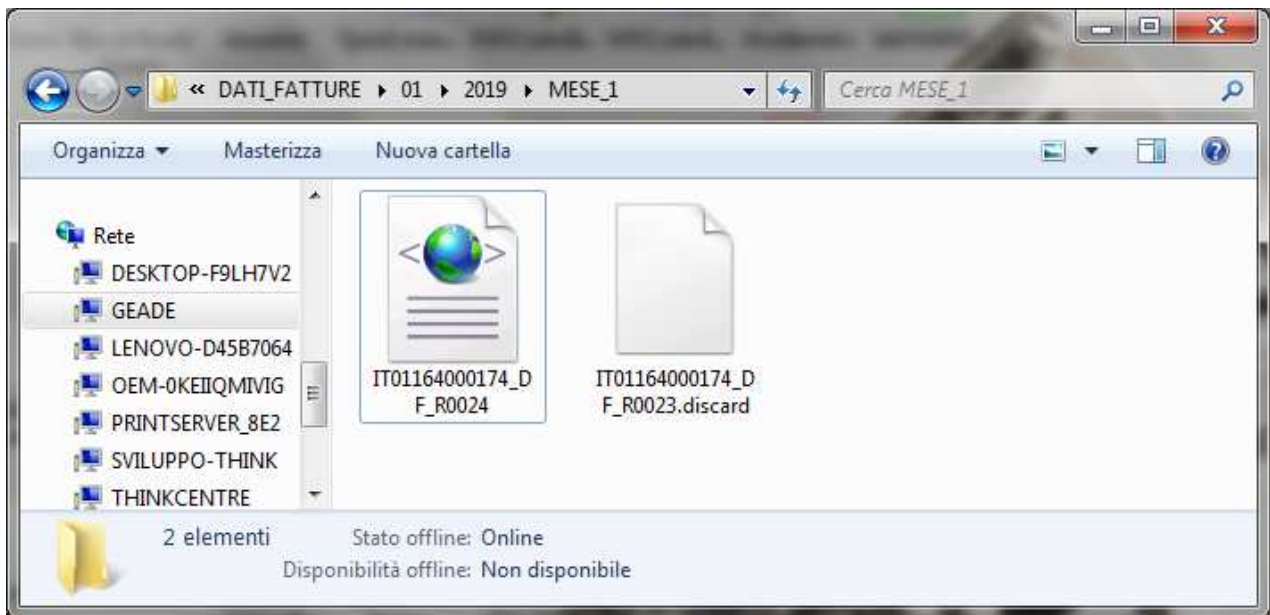 « DATI_FATTURE ▸ 01 ▸ 2019 ▸ MESE_1
Cerca MESE_1
Organizza Masterizza Nuova cartella
Rete
DESKTOP-F9LH7V2
GEADE
LENOVO-D45B7064
OEM-0KEIIQMIVIG
PRINTSERVER_8E2
SVILUPPO-THINK
THINKCENTRE
IT01164000174_D
F_R0024
IT01164000174_D
F_R0023.discard
2 elementi
Stato offline: Online
Disponibilità offline: Non disponibile